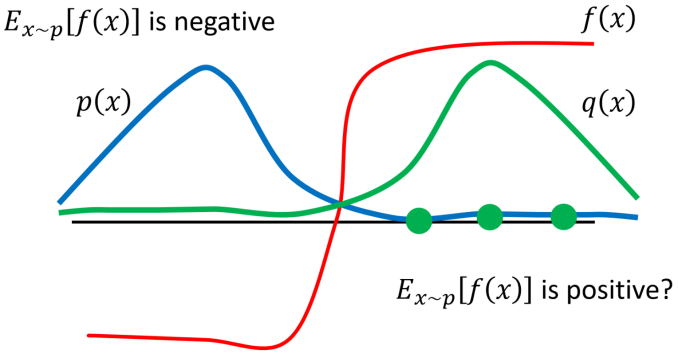 E_{x~p}[f(x)] is negative
f(x)
p(x)
q(x)
E_{x~p}[f(x)] is positive?